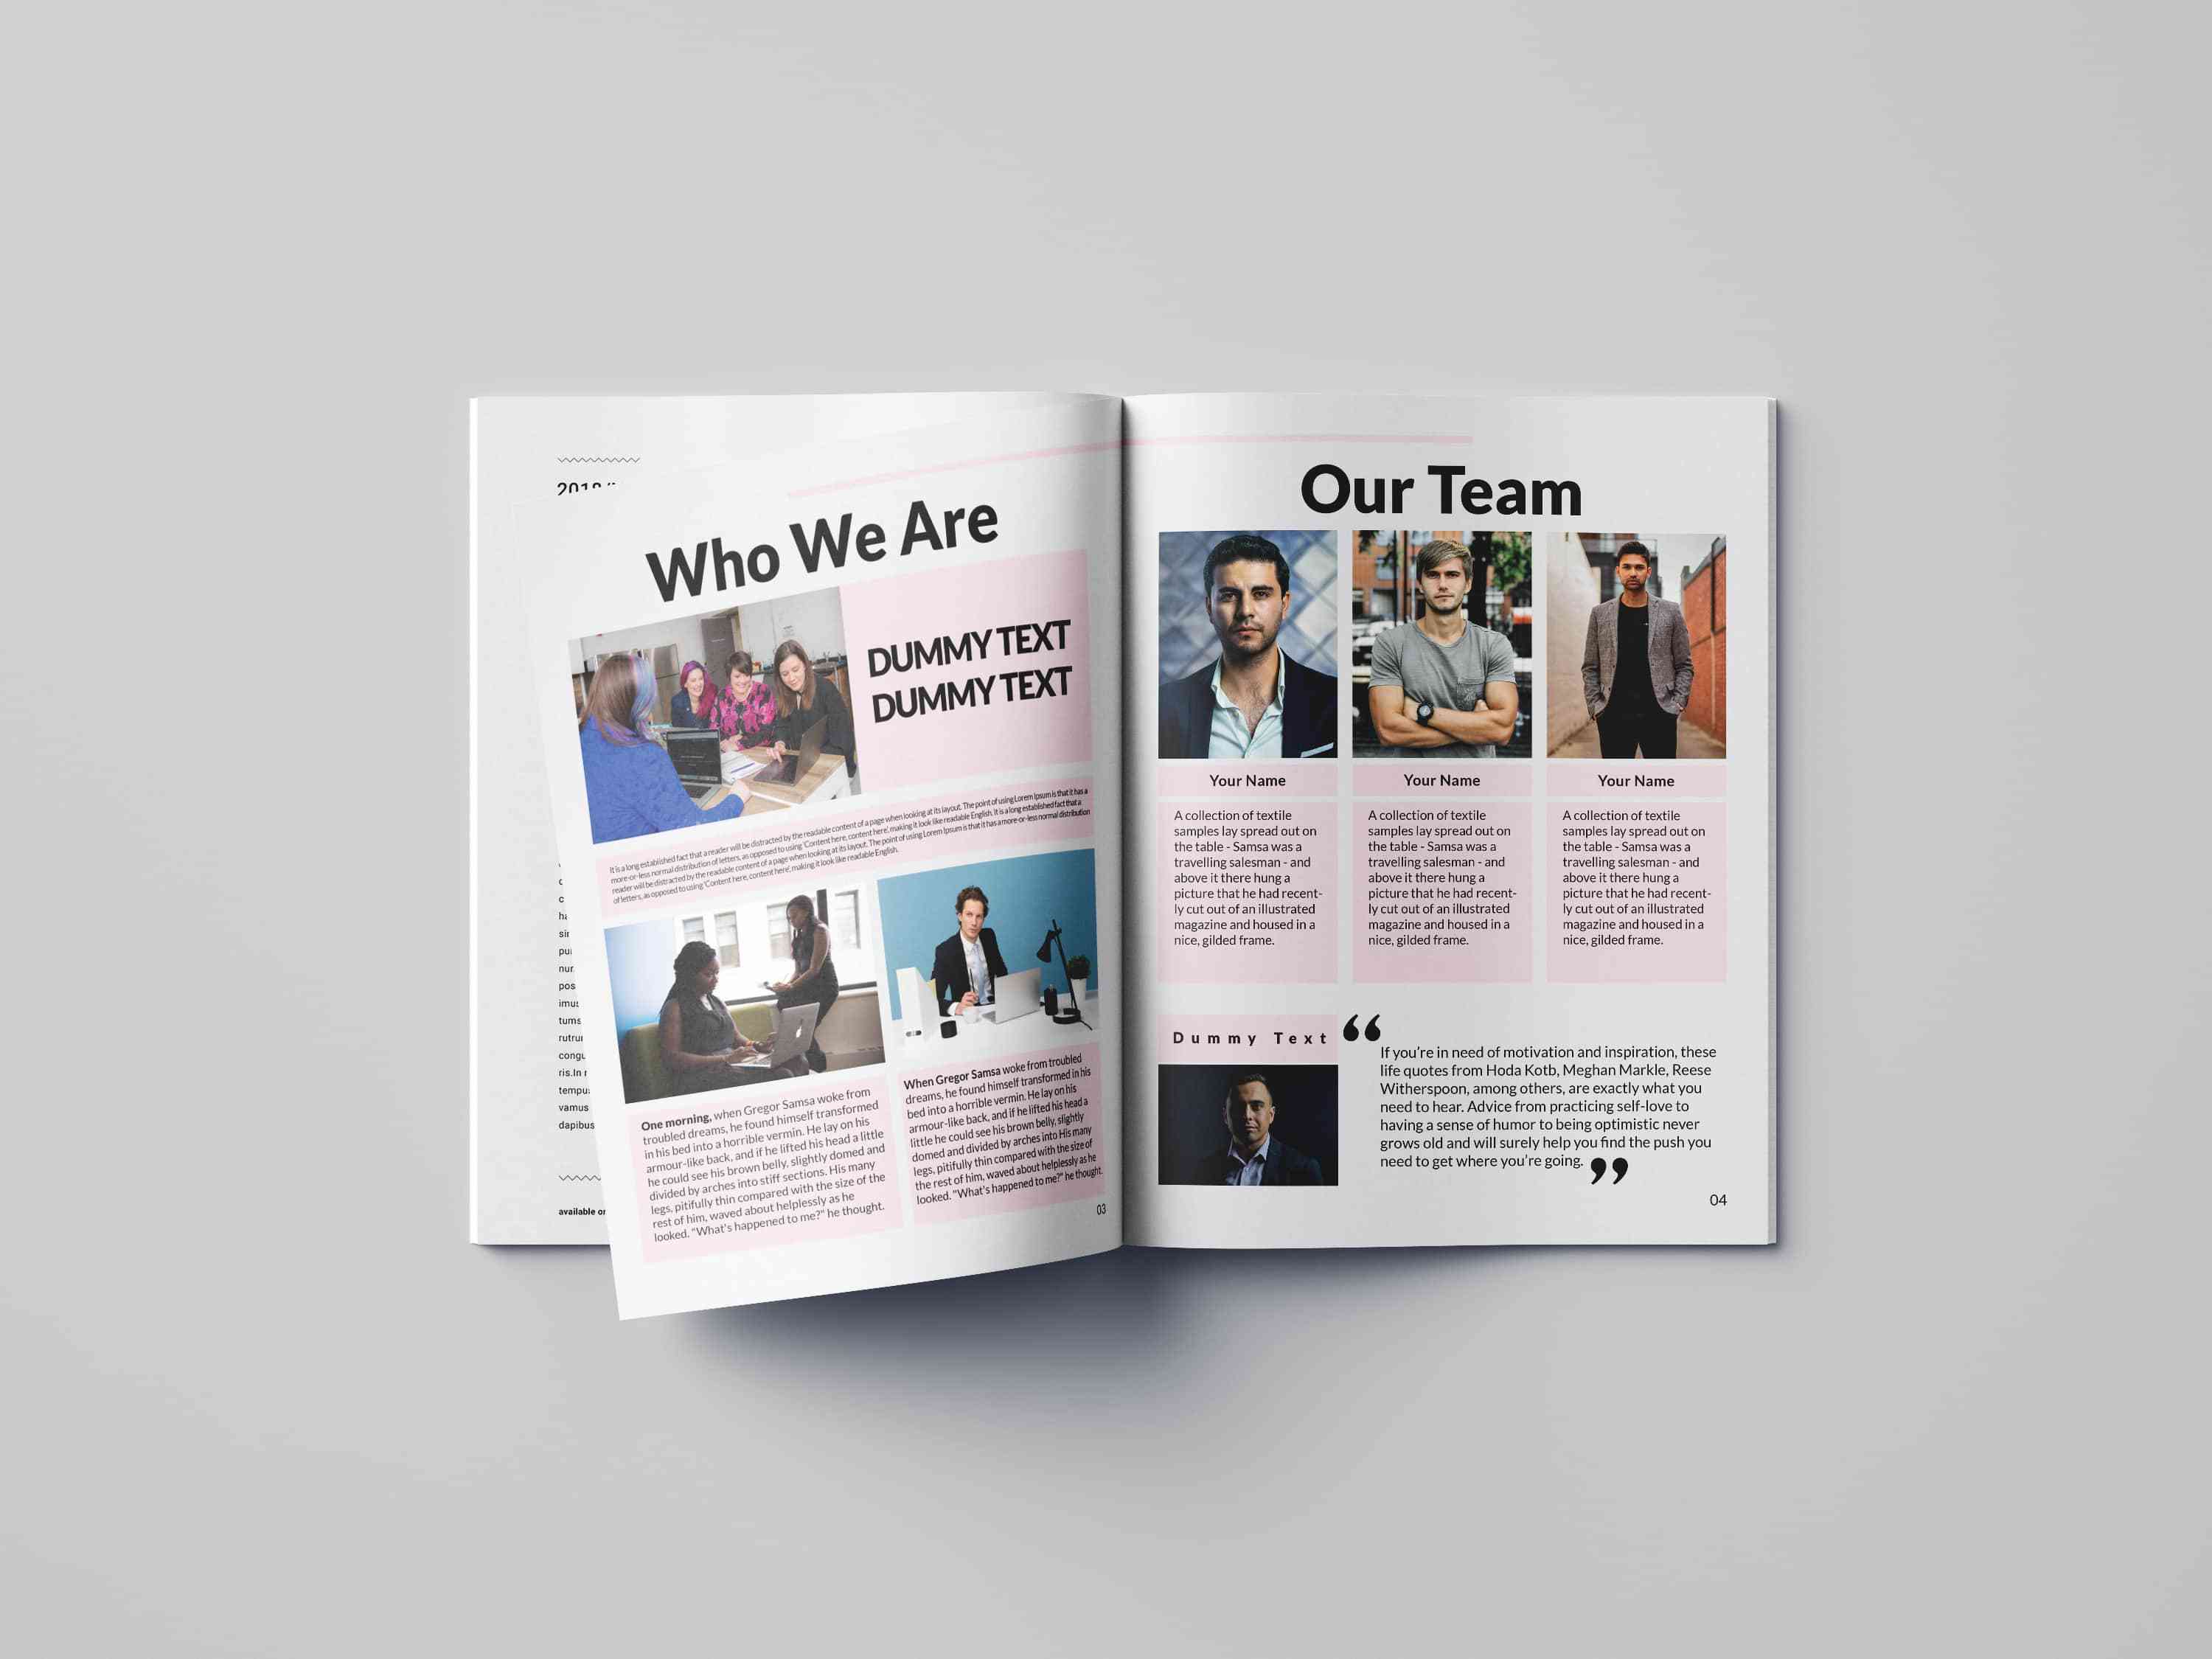 Who We Are
DUMMY TEXT
DUMMY TEXT
It is a long established fact that a reader will be distracted by the readable content of a page when looking at its layout. The point of using Lorem Ipsum is that it has a
more-or-less normal distribution of letters, as opposed to using 'Content here, content here', making it look like readable English. It is a long established fact that a
reader will be distracted by the readable content of a page when looking at its layout. The point of using Lorem Ipsum is that it has a more-or-less normal distribution
of letters, as opposed to using 'Content here, content here', making it look like readable English.
One morning, when Gregor Samsa woke from
troubled dreams, he found himself transformed
in his bed into a horrible vermin. He lay on his
armour-like back, and if he lifted his head a little
he could see his brown belly, slightly domed and
divided by arches into stiff sections. His many
legs, pitifully thin compared with the size of the
rest of him, waved about helplessly as he
looked. "What's happened to me?" he thought.
When Gregor Samsa woke from troubled
dreams, he found himself transformed in his
bed into a horrible vermin. He lay on his
armour-like back, and if he lifted his head a
little he could see his brown belly, slightly
domed and divided by arches into His many
legs, pitifully thin compared with the size of
the rest of him, waved about helplessly as he
looked. "What's happened to me?" he thought.
03
pos
tums
vamus
dapibus
available
Our Team
Your Name
A collection of textile
samples lay spread out on
the table - Samsa was a
travelling salesman - and
above it there hung a
picture that he had recent-
ly cut out of an illustrated
magazine and housed in a
nice, gilded frame.
Your Name
A collection of textile
samples lay spread out on
the table - Samsa was a
travelling salesman - and
above it there hung a
picture that he had recent-
ly cut out of an illustrated
magazine and housed in a
nice, gilded frame.
Your Name
A collection of textile
samples lay spread out on
the table - Samsa was a
travelling salesman - and
above it there hung a
picture that he had recent-
ly cut out of an illustrated
magazine and housed in a
nice, gilded frame.
Dummy Text
“
If you’re in need of motivation and inspiration, these
life quotes from Hoda Kotb, Meghan Markle, Reese
Witherspoon, among others, are exactly what you
need to hear. Advice from practicing self-love to
having a sense of humor to being optimistic never
grows old and will surely help you find the push you
need to get where you’re going. ”
04